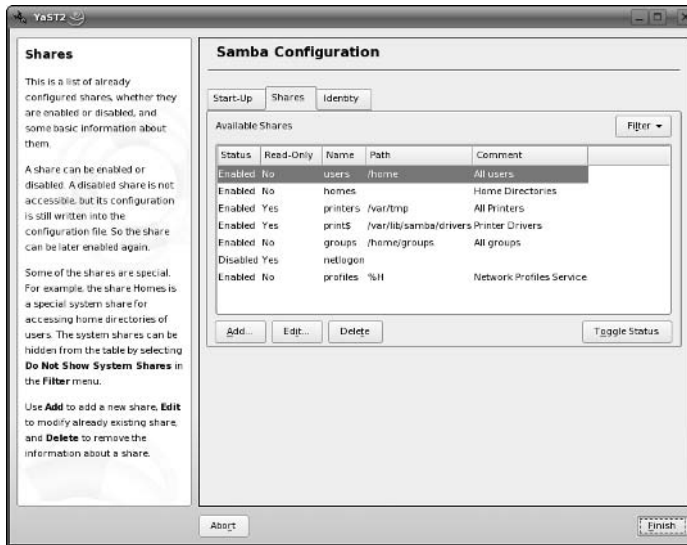 YaST2
Shares
This is a list of already
configured shares, whether they
are enabled or disabled, and
some basic information about
them.
A share can be enabled or
disabled. A disabled share is not
accessible, but its configuration
is still written into the
configuration file. So the share
can be later enabled again.
Some of the shares are special.
For example, the share Homes is
a special system share for
accessing home directories of
users. The system shares can be
hidden from the table by selecting
Do Not Show System Shares in
the Filter menu.
Use Add to add a new share, Edit
to modify already existing share,
and Delete to remove the
information about a share.
Samba Configuration
Start-Up Shares Identity
Available Shares Filter
Status Read-Only Name Path Comment
Enabled No users /home All users
Enabled No homes Home Directories
Enabled Yes printers /var/tmp All Printers
Enabled Yes print$ /var/lib/samba/drivers Printer Drivers
Enabled No groups /home/groups All groups
Disabled Yes netlogon
Enabled No profiles %H Network Profiles Service
Add... Edit... Delete Toggle Status
Abort Finish